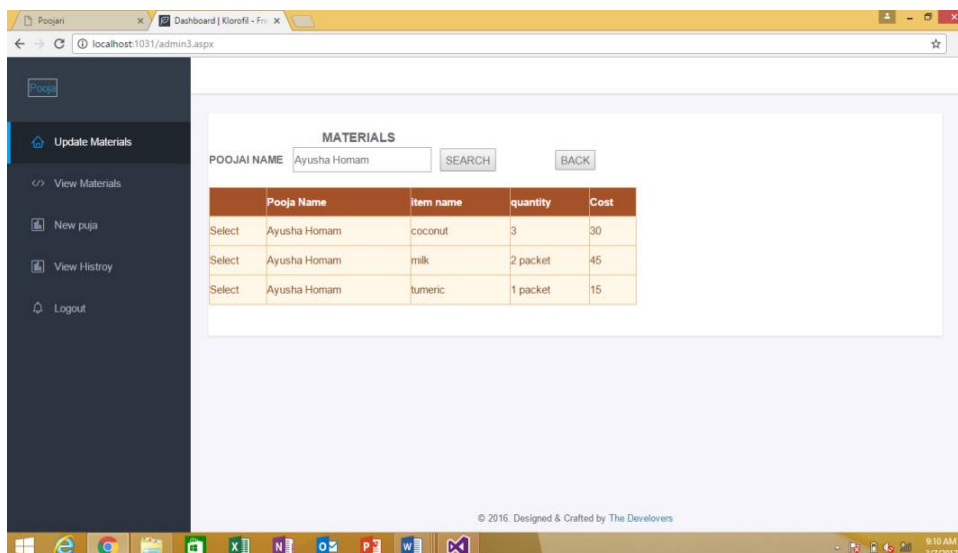 Poojari
Dashboard | Klorofil - Fre
localhost:1031/admin3.aspx
Pooja
Update Materials
View Materials
New puja
View Histroy
Logout
MATERIALS
POOJAI NAME Ayusha Homam SEARCH BACK
Pooja Name item name quantity Cost
Select Ayusha Homam coconut 3 30
Select Ayusha Homam milk 2 packet 45
Select Ayusha Homam tumeric 1 packet 15
© 2016. Designed & Crafted by The Develovers
9:10 AM